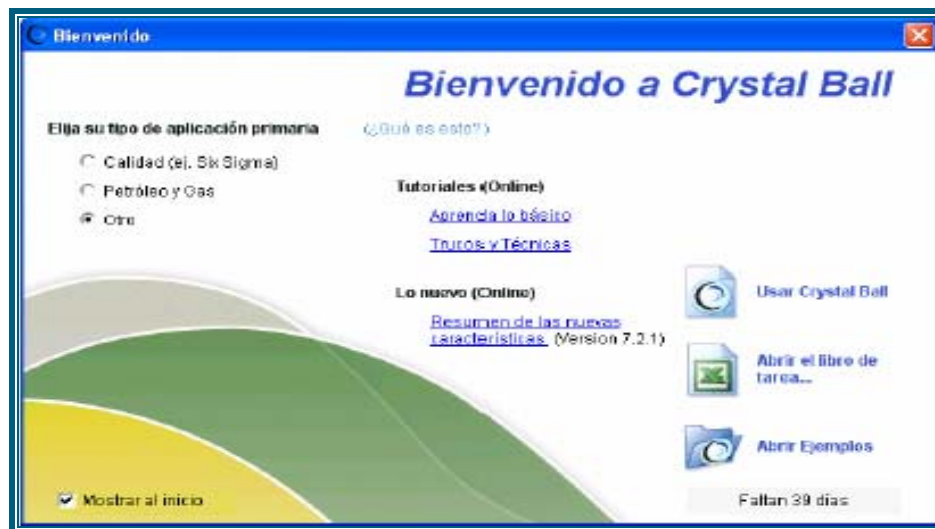 Bienvenido
Bienvenido a Crystal Ball
Elija su tipo de aplicación primaria
(¿Qué es esto?)
Calidad (ej. Six Sigma)
Petróleo y Gas
Otro
Tutoriales (Online)
Aprenda lo básico
Trucos y Técnicas
Lo nuevo (Online)
Resumen de las nuevas
características (Version 7.2.1)
Usar Crystal Ball
Abrir el libro de
tarea...
Abrir Ejemplos
Mostrar al inicio
Faltan 39 días